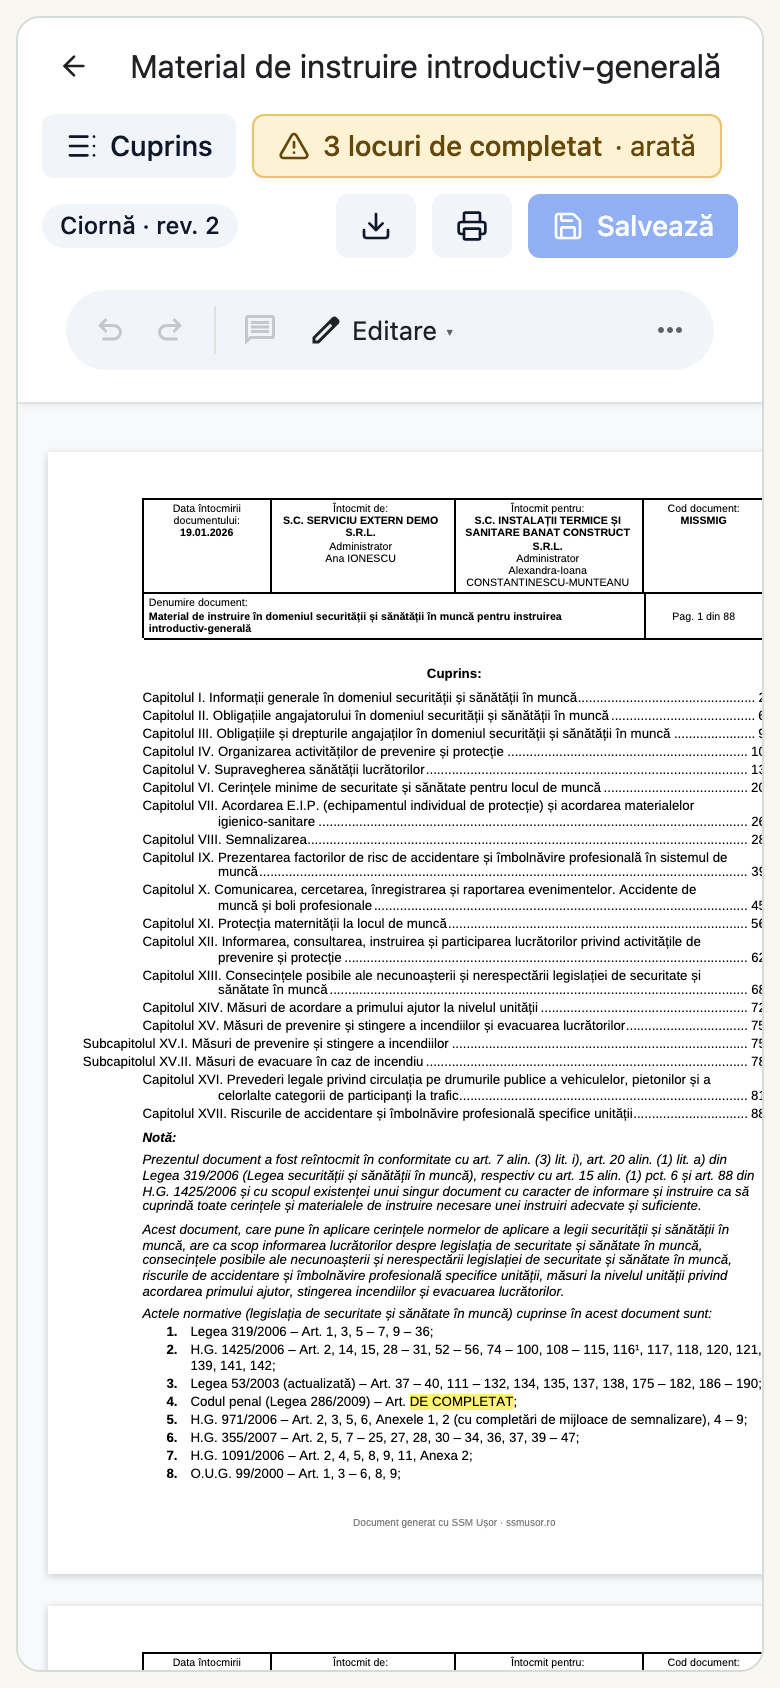 Material de instruire introductiv-generală
Cuprins
3 locuri de completat · arată
Ciornă · rev. 2
Salvează
Editare
Data întocmirii documentului:
19.01.2026
Întocmit de:
S.C. SERVICIU EXTERN DEMO S.R.L.
Administrator
Ana IONESCU
Întocmit pentru:
S.C. INSTALAȚII TERMICE ȘI SANITARE BANAT CONSTRUCT S.R.L.
Administrator
Alexandra-Ioana
CONSTANTINESCU-MUNTEANU
Cod document:
MISSMIG
Denumire document:
Material de instruire în domeniul securității și sănătății în muncă pentru instruirea
introductiv-generală
Pag. 1 din 88
Cuprins:
Capitolul I. Informații generale în domeniul securității și sănătății în muncă
Capitolul II. Obligațiile angajatorului în domeniul securității și sănătății în muncă
Capitolul III. Obligațiile și drepturile angajaților în domeniul securității și sănătății în muncă
Capitolul IV. Organizarea activităților de prevenire și protecție 10
Capitolul V. Supravegherea sănătății lucrătorilor 13
Capitolul VI. Cerințele minime de securitate și sănătate pentru locul de muncă 20
Capitolul VII. Acordarea E.I.P. (echipamentul individual de protecție) și acordarea materialelor
igienico-sanitare 26
Capitolul VIII. Semnalizarea 28
Capitolul IX. Prezentarea factorilor de risc de accidentare și îmbolnăvire profesională în sistemul de
muncă 39
Capitolul X. Comunicarea, cercetarea, înregistrarea și raportarea evenimentelor. Accidente de
muncă și boli profesionale 45
Capitolul XI. Protecția maternității la locul de muncă 56
Capitolul XII. Informarea, consultarea, instruirea și participarea lucrătorilor privind activitățile de
prevenire și protecție 62
Capitolul XIII. Consecințele posibile ale necunoașterii și nerespectării legislației de securitate și
sănătate în muncă 68
Capitolul XIV. Măsuri de acordare a primului ajutor la nivelul unității 72
Capitolul XV. Măsuri de prevenire și stingere a incendiilor și evacuarea lucrătorilor 75
Subcapitolul XV.I. Măsuri de prevenire și stingere a incendiilor 75
Subcapitolul XV.II. Măsuri de evacuare în caz de incendiu 78
Capitolul XVI. Prevederi legale privind circulația pe drumurile publice a vehiculelor, pietonilor și a
celorlalte categorii de participanți la trafic 81
Capitolul XVII. Riscurile de accidentare și îmbolnăvire profesională specifice unității 88
Notă:
Prezentul document a fost reîntocmit în conformitate cu art. 7 alin. (3) lit. i), art. 20 alin. (1) lit. a) din
Legea 319/2006 (Legea securității și sănătății în muncă), respectiv cu art. 15 alin. (1) pct. 6 și art. 88 din
H.G. 1425/2006 și cu scopul existenței unui singur document cu caracter de informare și instruire ca să
cuprindă toate cerințele și materialele de instruire necesare unei instruiri adecvate și suficiente.
Acest document, care pune în aplicare cerințele normelor de aplicare a legii securității și sănătății în
muncă, are ca scop informarea lucrătorilor despre legislația de securitate și sănătate în muncă,
consecințele posibile ale necunoașterii și nerespectării legislației de securitate și sănătate în muncă,
riscurile de accidentare și îmbolnăvire profesională specifice unității, măsuri la nivelul unității privind
acordarea primului ajutor, stingerea incendiilor și evacuarea lucrătorilor.
Actele normative (legislația de securitate și sănătate în muncă) cuprinse în acest document sunt:
1. Legea 319/2006 – Art. 1, 3, 5 – 7, 9 – 36;
2. H.G. 1425/2006 – Art. 2, 14, 15, 28 – 31, 52 – 56, 74 – 100, 108 – 115, 116¹, 117, 118, 120, 121,
139, 141, 142;
3. Legea 53/2003 (actualizată) – Art. 37 – 40, 111 – 132, 134, 135, 137, 138, 175 – 182, 186 – 190;
4. Codul penal (Legea 286/2009) – Art. DE COMPLETAT;
5. H.G. 971/2006 – Art. 2, 3, 5, 6, Anexele 1, 2 (cu completări de mijloace de semnalizare), 4 – 9;
6. H.G. 355/2007 – Art. 2, 5, 7 – 25, 27, 28, 30 – 34, 36, 37, 39 – 47;
7. H.G. 1091/2006 – Art. 2, 4, 5, 8, 9, 11, Anexa 2;
8. O.U.G. 99/2000 – Art. 1, 3 – 6, 8, 9;
Document generat cu SSM Ușor · ssmusor.ro
Data întocmirii
Întocmit de:
Întocmit pentru:
Cod document: